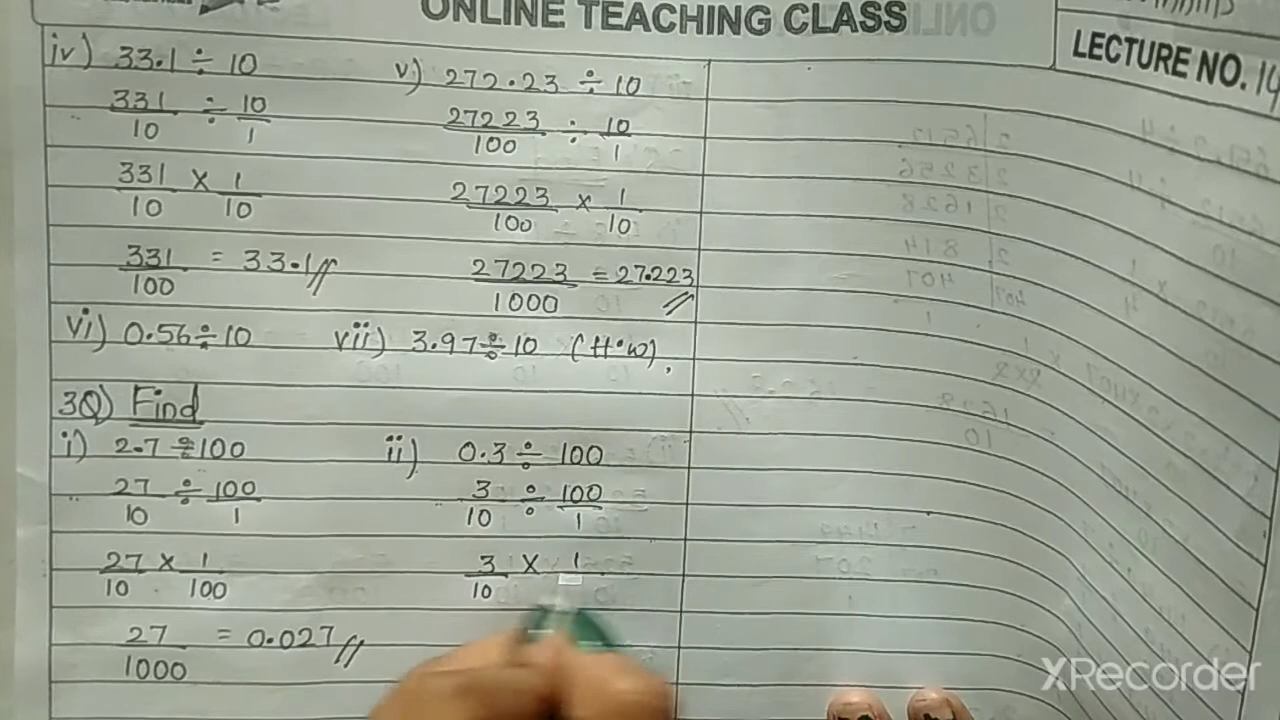 ONLINE TEACHING CLASS
LECTURE NO. 14
iv) 33.1 ÷ 10
331/10 ÷ 10/1
331/10 × 1/10
331/100 = 33.1//
v) 272.23 ÷ 10
27223/100 ÷ 10/1
27223/100 × 1/10
27223/1000 = 27.223
//
vi) 0.56 ÷ 10
vii) 3.97 ÷ 10 (H.w).
3Q) Find
i) 2.7 ÷ 100
27/10 ÷ 100/1
27/10 × 1/100
27/1000 = 0.027//
ii) 0.3 ÷ 100
3/10 ÷ 100/1
3/10 × 1
XRecorder